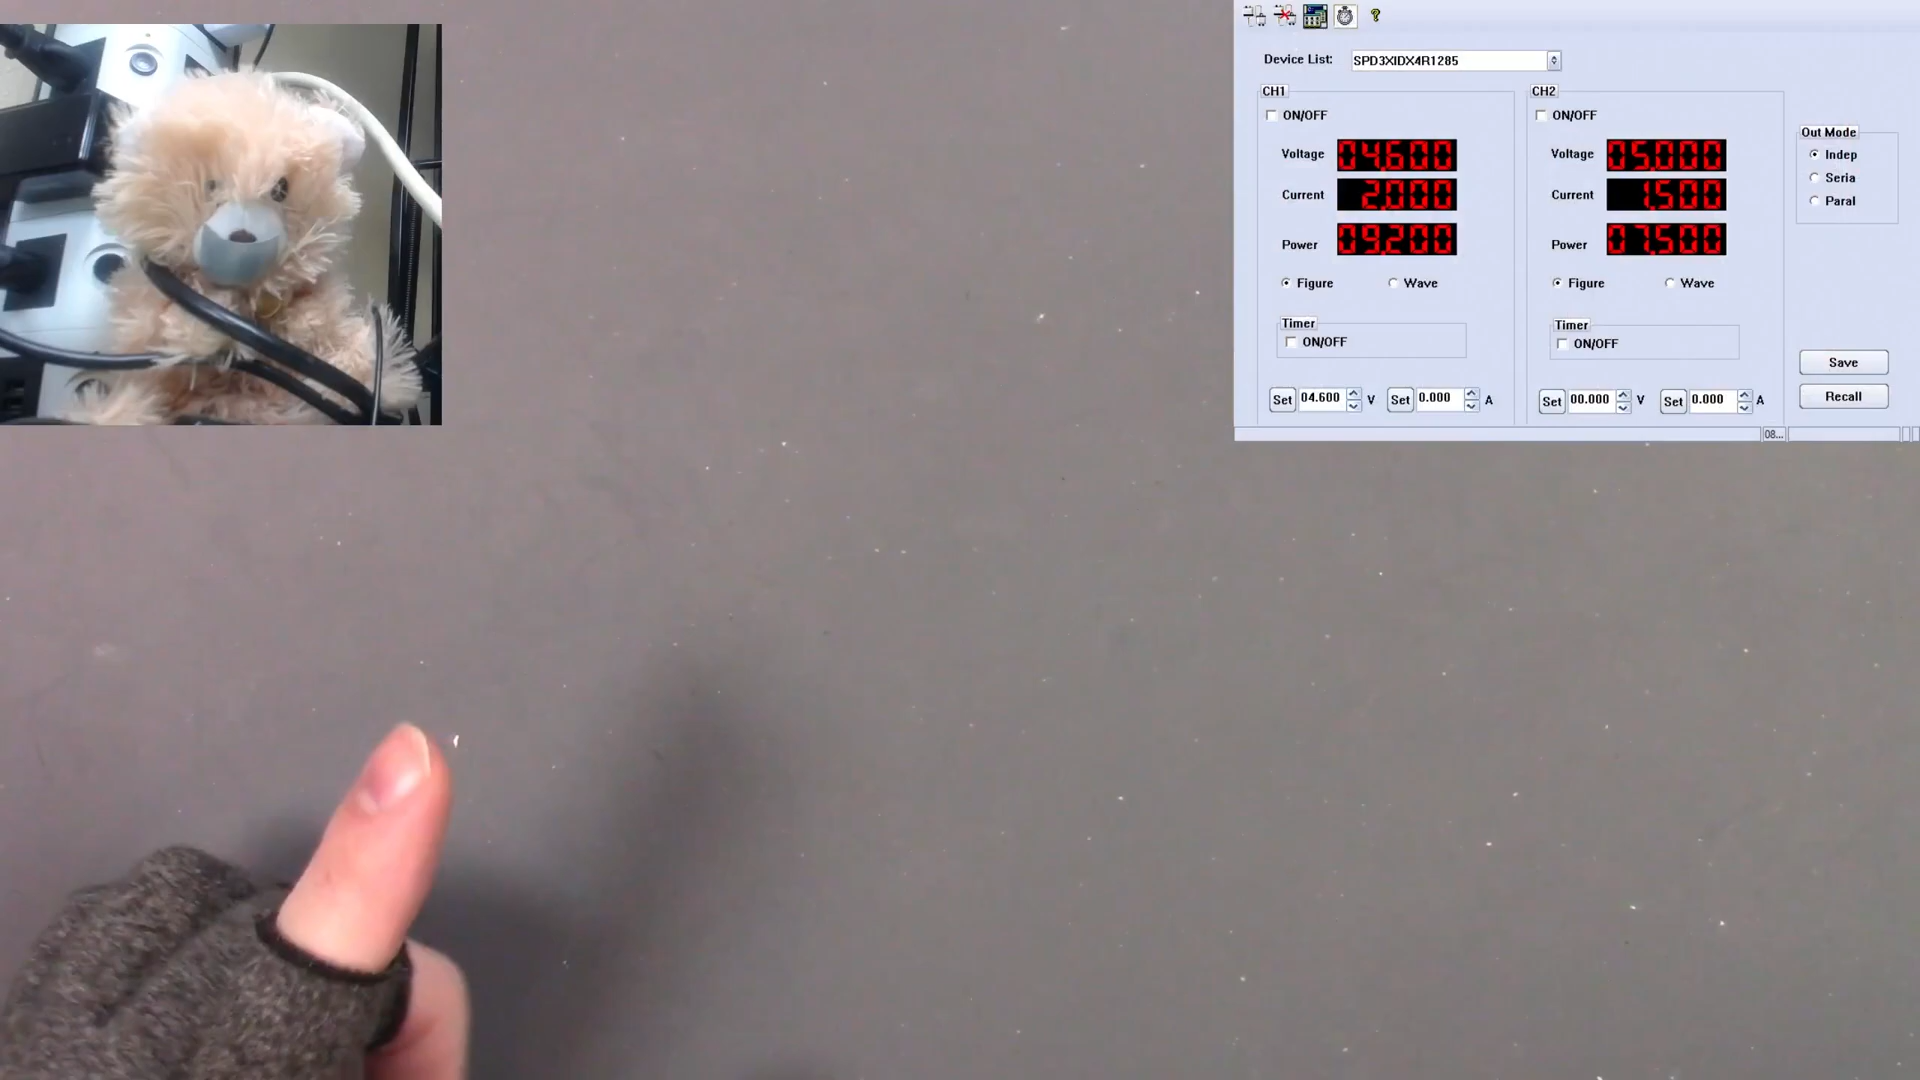 ?
Device List: SPD3XIDX4R1285
CH1
ON/OFF
Voltage 04.600
Current 2.000
Power 09.200
Figure Wave
Timer
ON/OFF
Set 04.600 V Set 0.000 A
CH2
ON/OFF
Voltage 05.000
Current 1.500
Power 07.500
Figure Wave
Timer
ON/OFF
Set 00.000 V Set 0.000 A
Out Mode
Indep
Seria
Paral
Save
Recall
08...